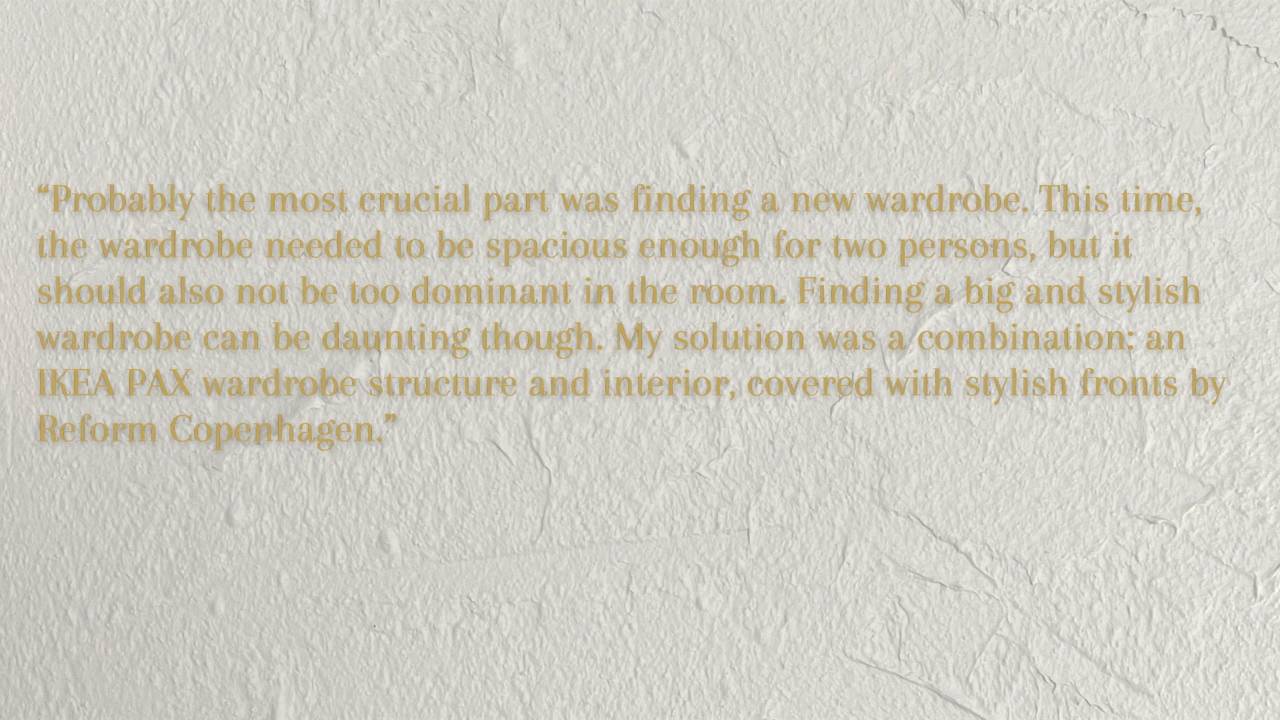 “Probably the most crucial part was finding a new wardrobe. This time,
the wardrobe needed to be spacious enough for two persons, but it
should also not be too dominant in the room. Finding a big and stylish
wardrobe can be daunting though. My solution was a combination: an
IKEA PAX wardrobe structure and interior, covered with stylish fronts by
Reform Copenhagen.”